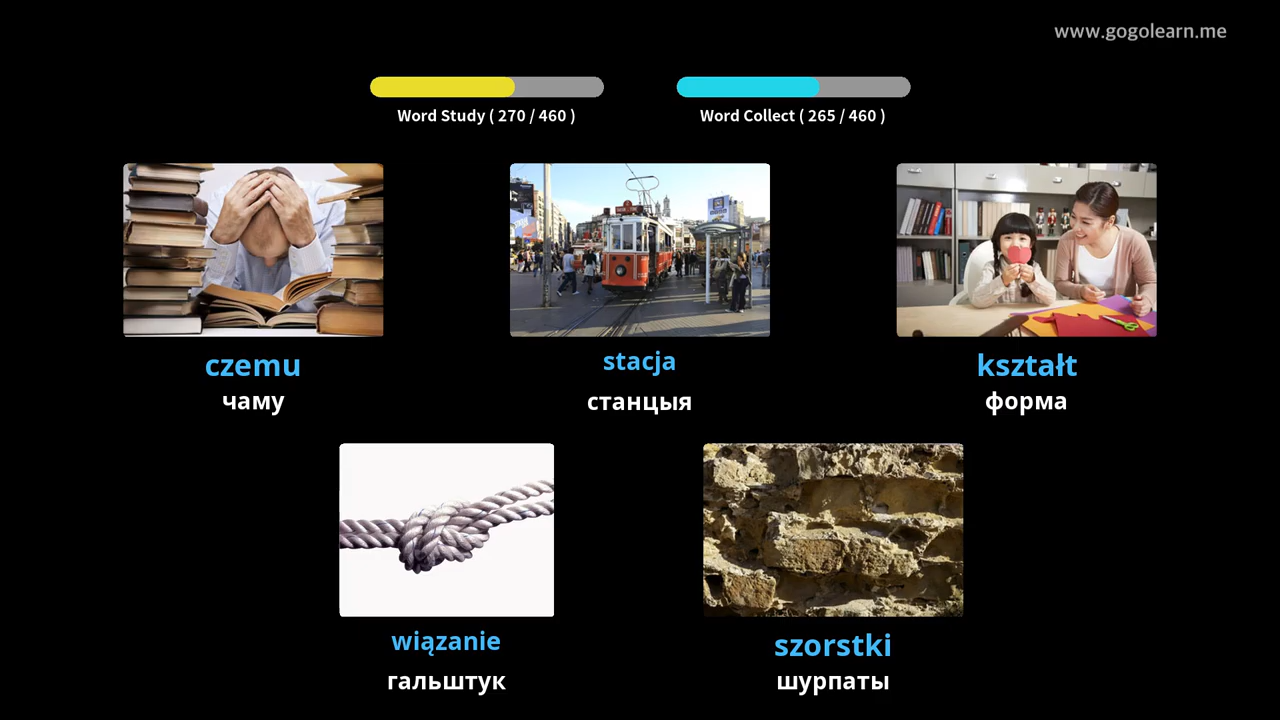 www.gogolearn.me
Word Study ( 270 / 460 )
Word Collect ( 265 / 460 )
czemu
чаму
stacja
станцыя
kształt
форма
wiązanie
гальштук
szorstki
шурпаты